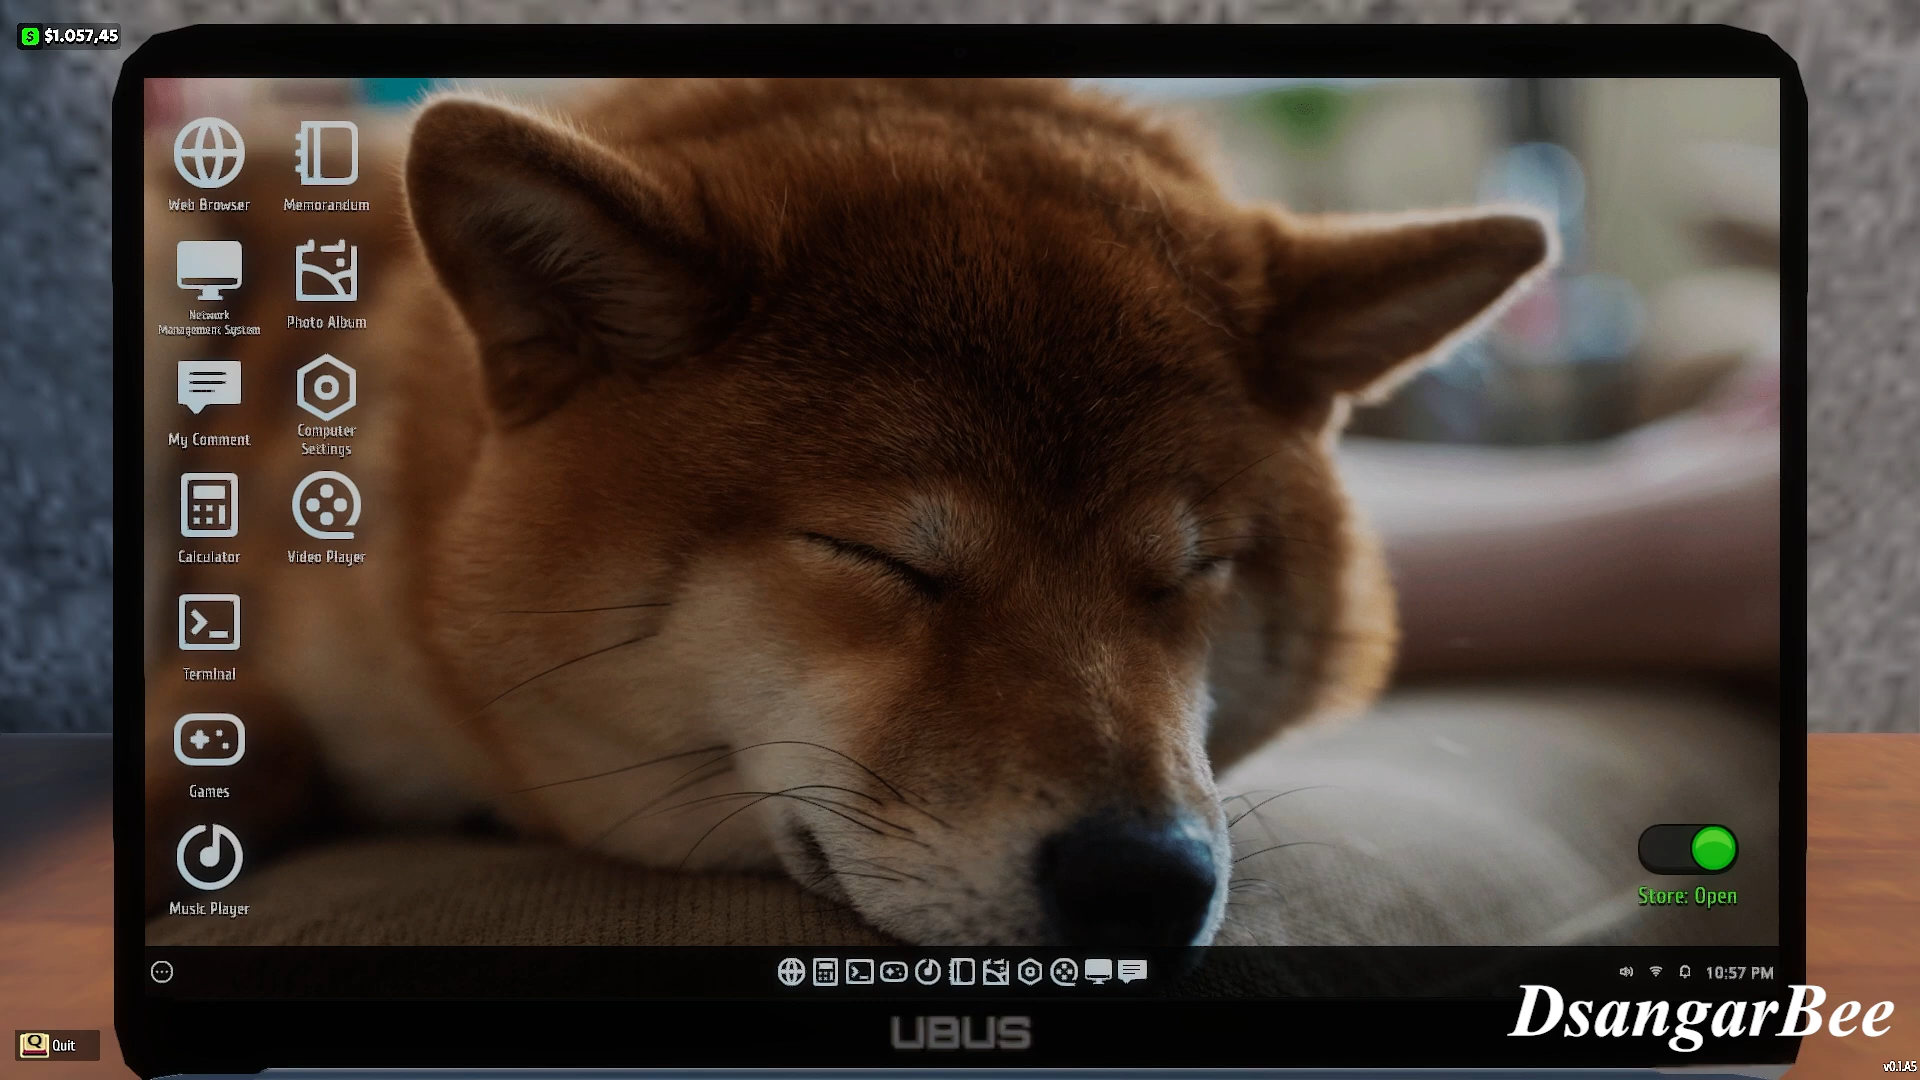 $1.057,45
Web Browser
Memorandum
Network
Management System
Photo Album
My Comment
Computer
Settings
Calculator
Video Player
Terminal
Games
Music Player
Store: Open
10:57 PM
UBUS
DsangarBee
Q Quit
v0.1.A5